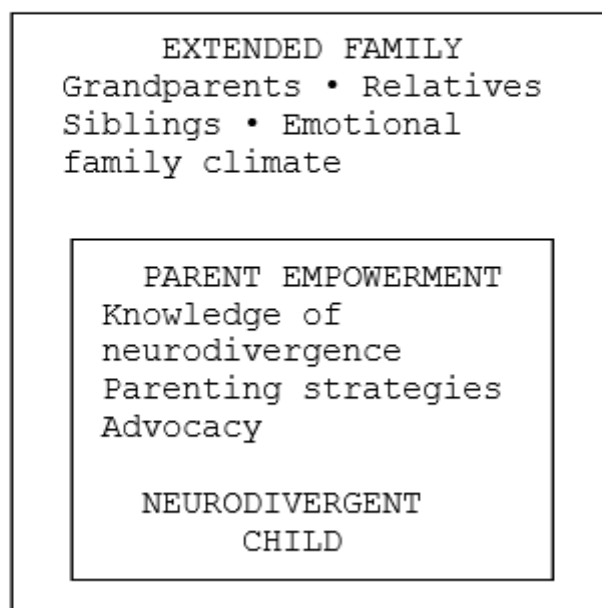 EXTENDED FAMILY
Grandparents • Relatives
Siblings • Emotional
family climate
PARENT EMPOWERMENT
Knowledge of
neurodivergence
Parenting strategies
Advocacy
NEURODIVERGENT
CHILD